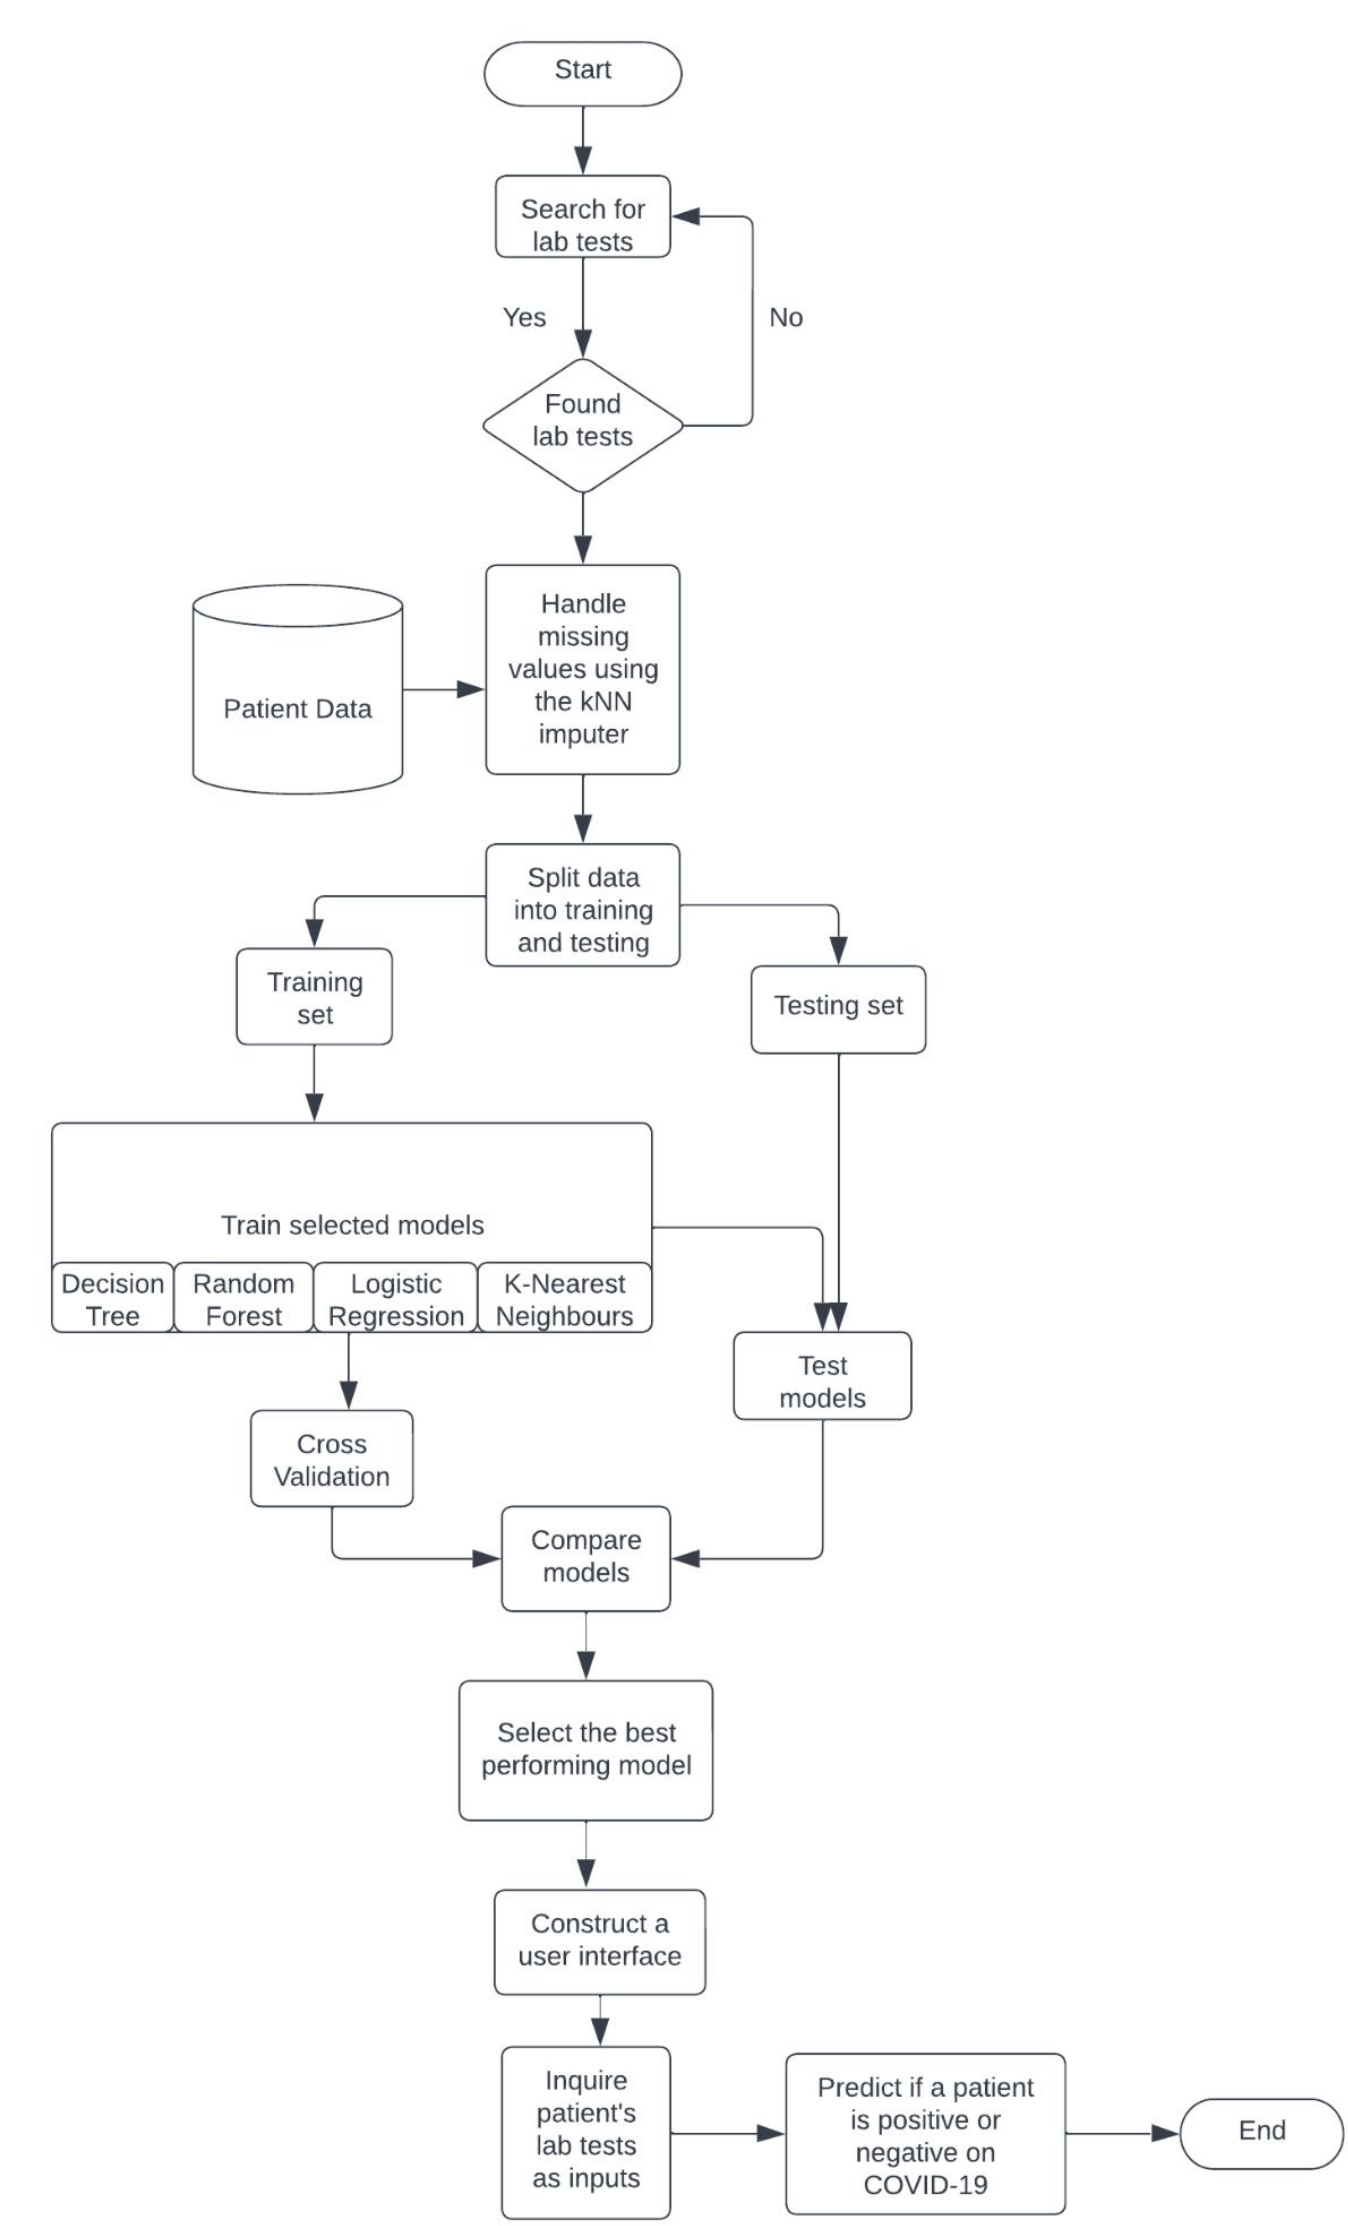 Start
Search for
lab tests
Yes
No
Found
lab tests
Handle
missing
values using
the kNN
imputer
Patient Data
Split data
into training
and testing
Training
set
Testing set
Train selected models
Decision
Tree
Random
Forest
Logistic
Regression
K-Nearest
Neighbours
Test
models
Cross
Validation
Compare
models
Select the best
performing model
Construct a
user interface
Inquire
patient's
lab tests
as inputs
Predict if a patient
is positive or
negative on
COVID-19
End